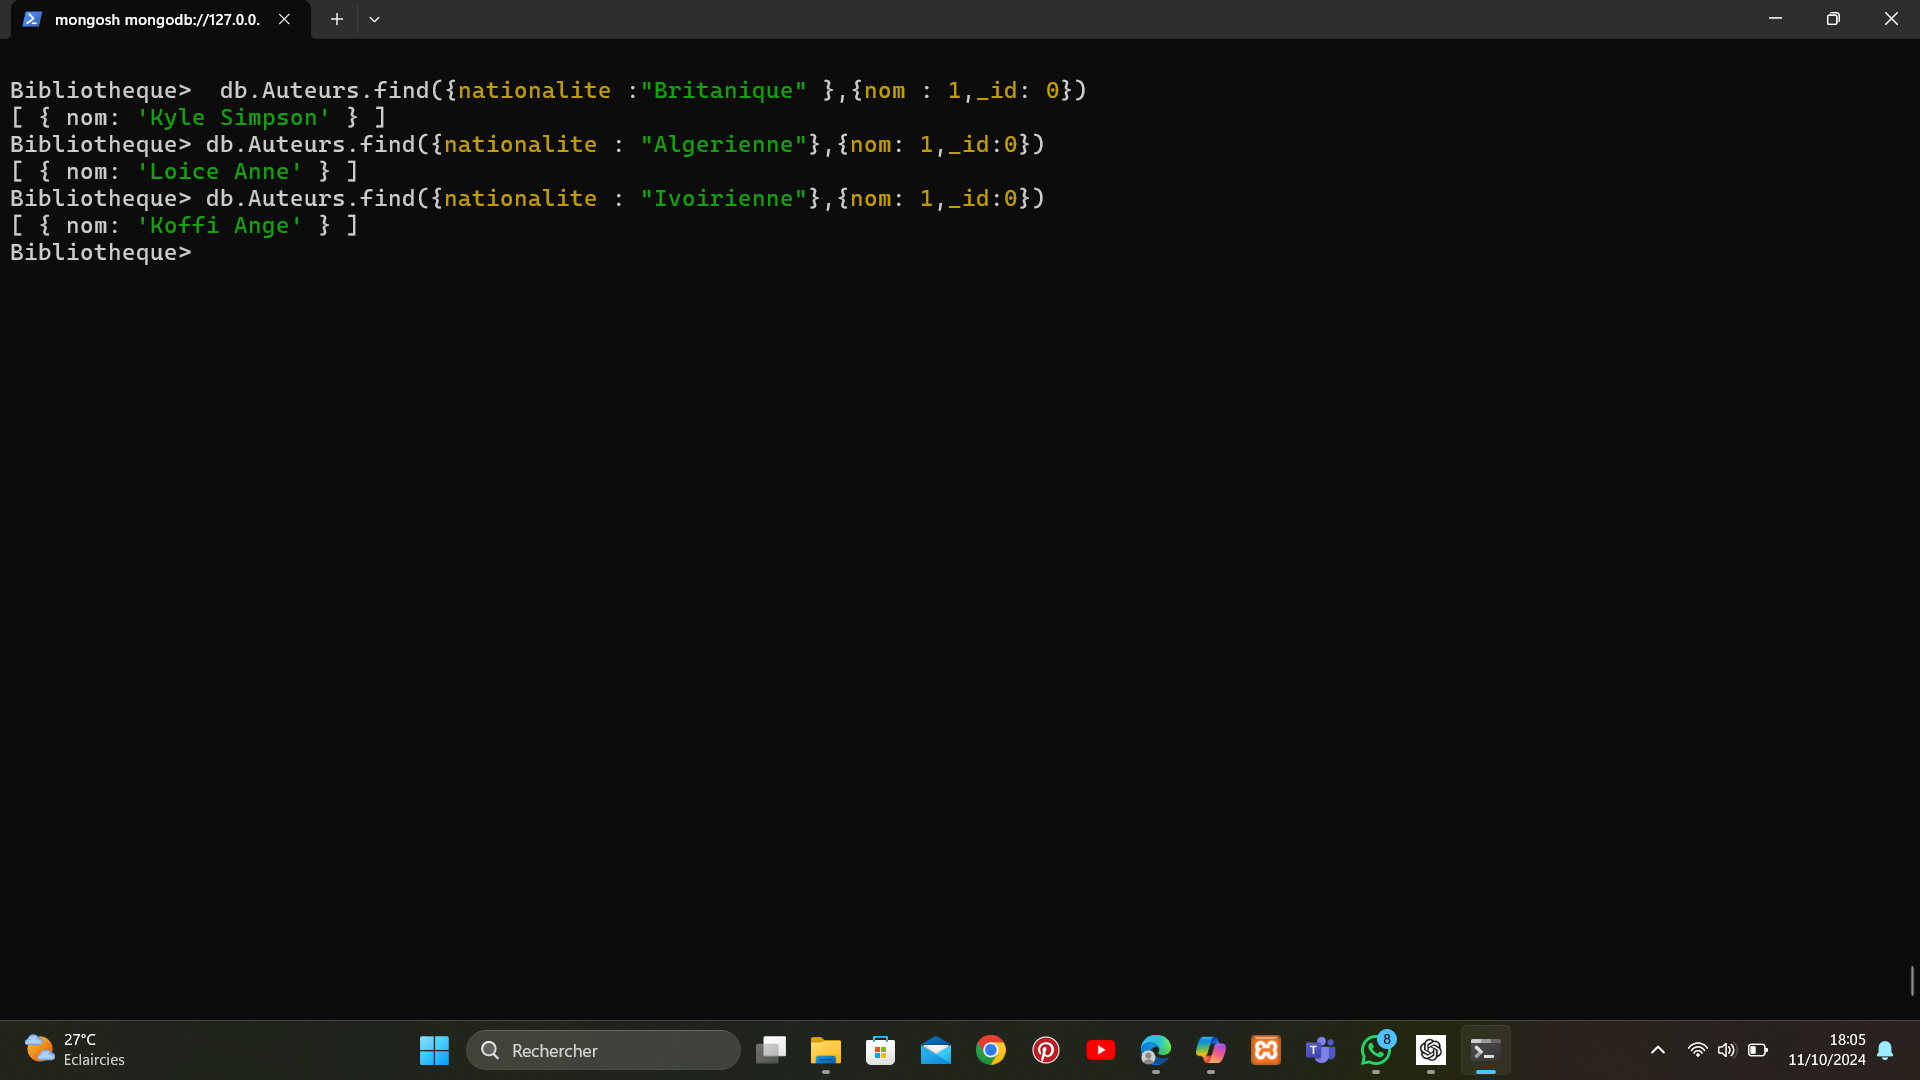 mongosh mongodb://127.0.0.
Bibliotheque>  db.Auteurs.find({nationalite :"Britanique" },{nom : 1,_id: 0})
[ { nom: 'Kyle Simpson' } ]
Bibliotheque> db.Auteurs.find({nationalite : "Algerienne"},{nom: 1,_id:0})
[ { nom: 'Loice Anne' } ]
Bibliotheque> db.Auteurs.find({nationalite : "Ivoirienne"},{nom: 1,_id:0})
[ { nom: 'Koffi Ange' } ]
Bibliotheque>
27°C
Eclaircies
Rechercher
8
18:05
11/10/2024